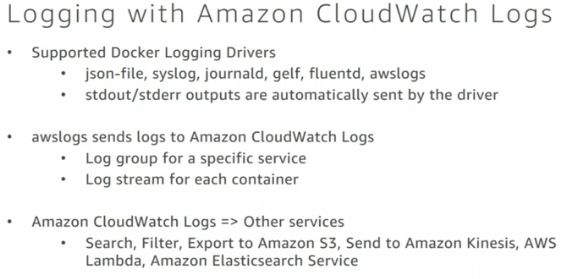 Logging with Amazon CloudWatch Logs
• Supported Docker Logging Drivers
• json-file, syslog, journald, gelf, fluentd, awslogs
• stdout/stderr outputs are automatically sent by the driver
• awslogs sends logs to Amazon CloudWatch Logs
• Log group for a specific service
• Log stream for each container
• Amazon CloudWatch Logs => Other services
• Search, Filter, Export to Amazon S3, Send to Amazon Kinesis, AWS
Lambda, Amazon Elasticsearch Service